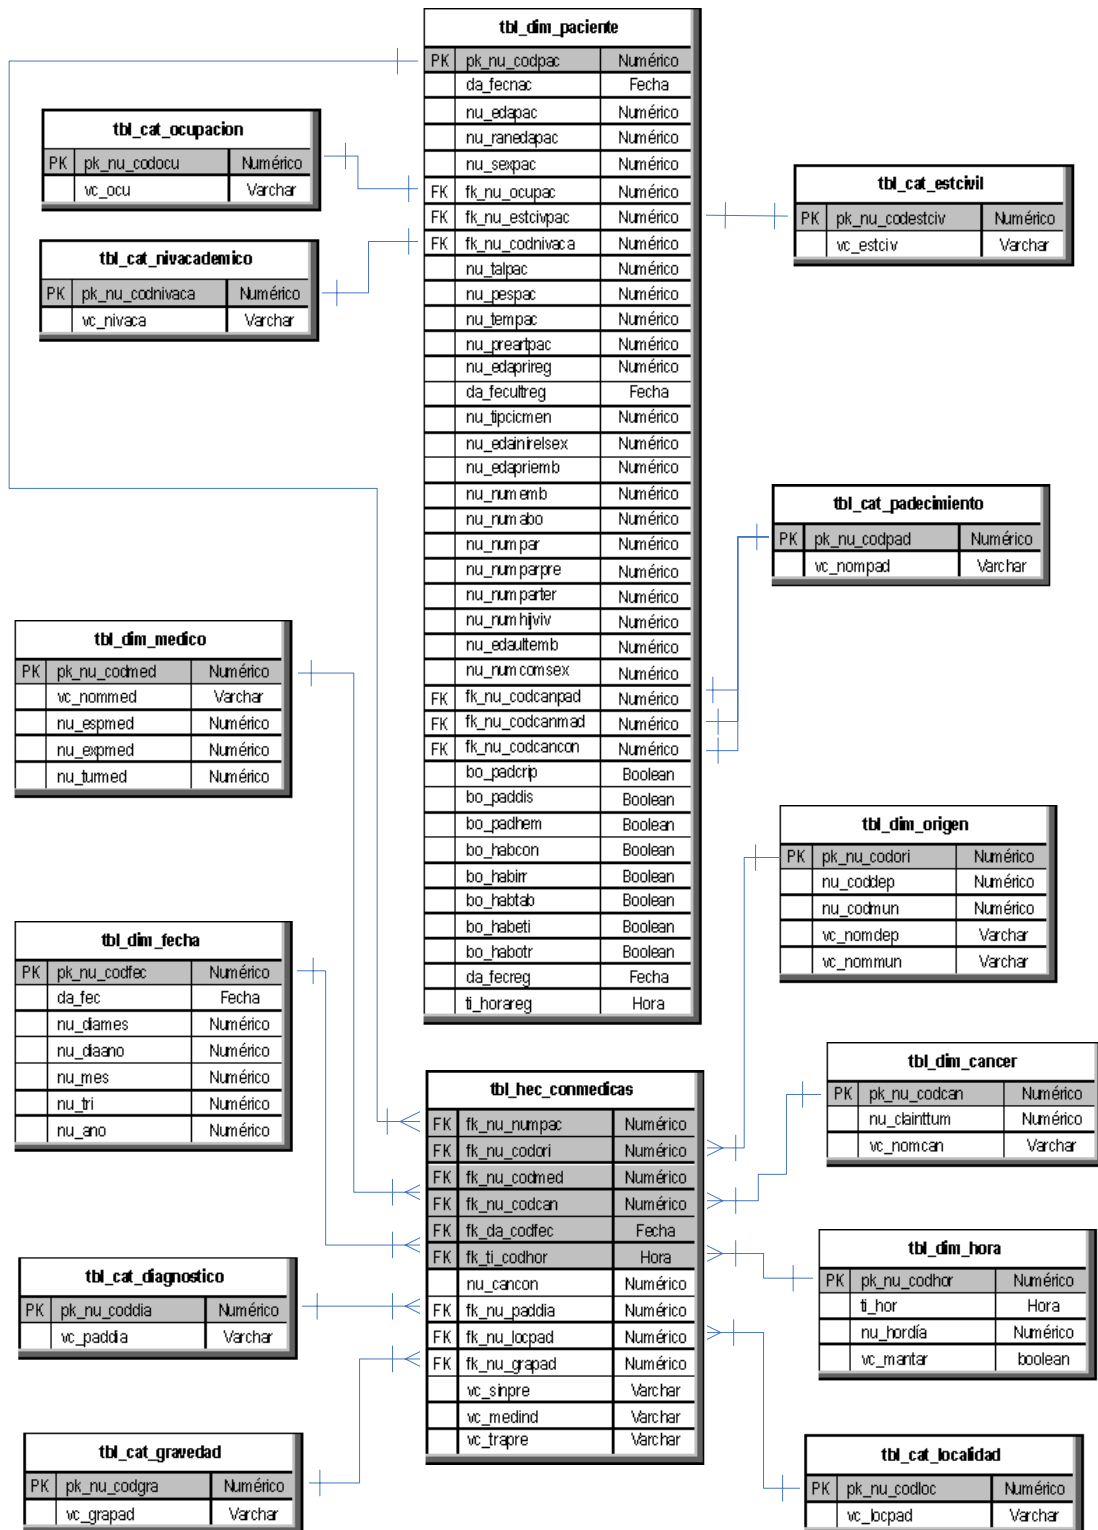 tbl_dim_paciente
PK pk_nu_codpac Numérico
da_fecnac Fecha
nu_edapac Numérico
nu_ranedapac Numérico
nu_sexpac Numérico
FK fk_nu_ocupac Numérico
FK fk_nu_estcivpac Numérico
FK fk_nu_codnivaca Numérico
nu_talpac Numérico
nu_pespac Numérico
nu_tempac Numérico
nu_preartpac Numérico
nu_edaprireg Numérico
da_fecultreg Fecha
nu_tipcicmen Numérico
nu_edainirelsex Numérico
nu_edapriemb Numérico
nu_numemb Numérico
nu_numabo Numérico
nu_numpar Numérico
nu_numparpre Numérico
nu_numparter Numérico
nu_numhijviv Numérico
nu_edaultemb Numérico
nu_numcomsex Numérico
FK fk_nu_codcanpad Numérico
FK fk_nu_codcanmad Numérico
FK fk_nu_codcancon Numérico
bo_padcrip Boolean
bo_paddis Boolean
bo_padhem Boolean
bo_habcon Boolean
bo_habirr Boolean
bo_habtab Boolean
bo_habeti Boolean
bo_habotr Boolean
da_fecreg Fecha
ti_horareg Hora
tbl_cat_ocupacion
PK pk_nu_codocu Numérico
vc_ocu Varchar
tbl_cat_nivacademico
PK pk_nu_codnivaca Numérico
vc_nivaca Varchar
tbl_cat_estcivil
PK pk_nu_codestciv Numérico
vc_estciv Varchar
tbl_cat_padecimiento
PK pk_nu_codpad Numérico
vc_nompad Varchar
tbl_dim_medico
PK pk_nu_codmed Numérico
vc_nommed Varchar
nu_espmed Numérico
nu_expmed Numérico
nu_turmed Numérico
tbl_dim_origen
PK pk_nu_codori Numérico
nu_coddep Numérico
nu_codmun Numérico
vc_nomdep Varchar
vc_nommun Varchar
tbl_dim_fecha
PK pk_nu_codfec Numérico
da_fec Fecha
nu_diames Numérico
nu_diaano Numérico
nu_mes Numérico
nu_tri Numérico
nu_ano Numérico
tbl_dim_cancer
PK pk_nu_codcan Numérico
nu_clainttum Numérico
vc_nomcan Varchar
tbl_hec_conmedicas
FK fk_nu_numpac Numérico
FK fk_nu_codori Numérico
FK fk_nu_codmed Numérico
FK fk_nu_codcan Numérico
FK fk_da_codfec Fecha
FK fk_ti_codhor Hora
nu_cancon Numérico
FK fk_nu_paddia Numérico
FK fk_nu_locpad Numérico
FK fk_nu_grapad Numérico
vc_sinpre Varchar
vc_medind Varchar
vc_trapre Varchar
tbl_dim_hora
PK pk_nu_codhor Numérico
ti_hor Hora
nu_hordía Numérico
vc_mantar boolean
tbl_cat_diagnostico
PK pk_nu_coddia Numérico
vc_paddia Varchar
tbl_cat_gravedad
PK pk_nu_codgra Numérico
vc_grapad Varchar
tbl_cat_localidad
PK pk_nu_codloc Numérico
vc_locpad Varchar